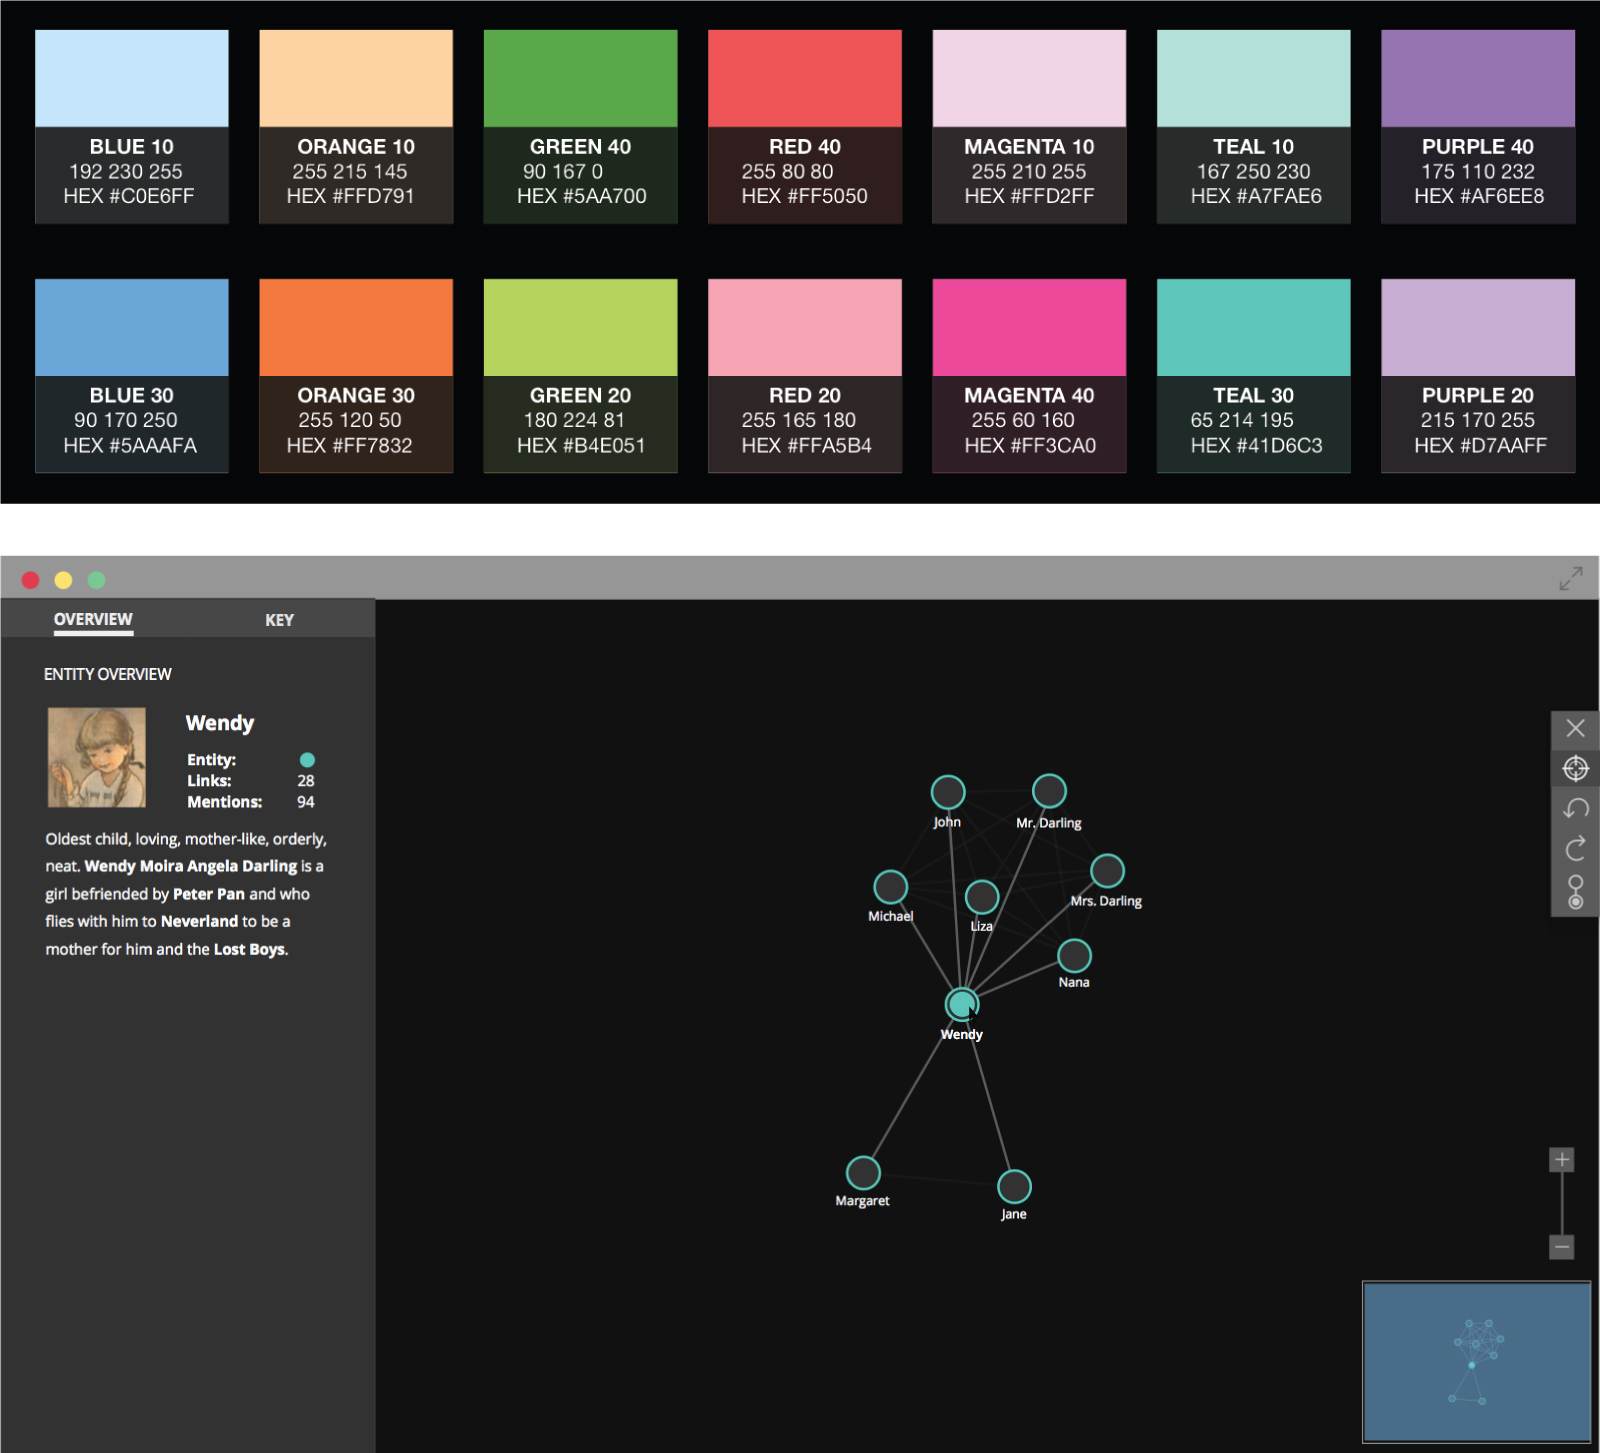 BLUE 10
192 230 255
HEX #C0E6FF
ORANGE 10
255 215 145
HEX #FFD791
GREEN 40
90 167 0
HEX #5AA700
RED 40
255 80 80
HEX #FF5050
MAGENTA 10
255 210 255
HEX #FFD2FF
TEAL 10
167 250 230
HEX #A7FAE6
PURPLE 40
175 110 232
HEX #AF6EE8
BLUE 30
90 170 250
HEX #5AAAFA
ORANGE 30
255 120 50
HEX #FF7832
GREEN 20
180 224 81
HEX #B4E051
RED 20
255 165 180
HEX #FFA5B4
MAGENTA 40
255 60 160
HEX #FF3CA0
TEAL 30
65 214 195
HEX #41D6C3
PURPLE 20
215 170 255
HEX #D7AAFF
OVERVIEW
KEY
ENTITY OVERVIEW
Wendy
Entity:
Links: 28
Mentions: 94
Oldest child, loving, mother-like, orderly,
neat. Wendy Moira Angela Darling is a
girl befriended by Peter Pan and who
flies with him to Neverland to be a
mother for him and the Lost Boys.
John
Mr. Darling
Mrs. Darling
Michael
Liza
Nana
Wendy
Margaret
Jane